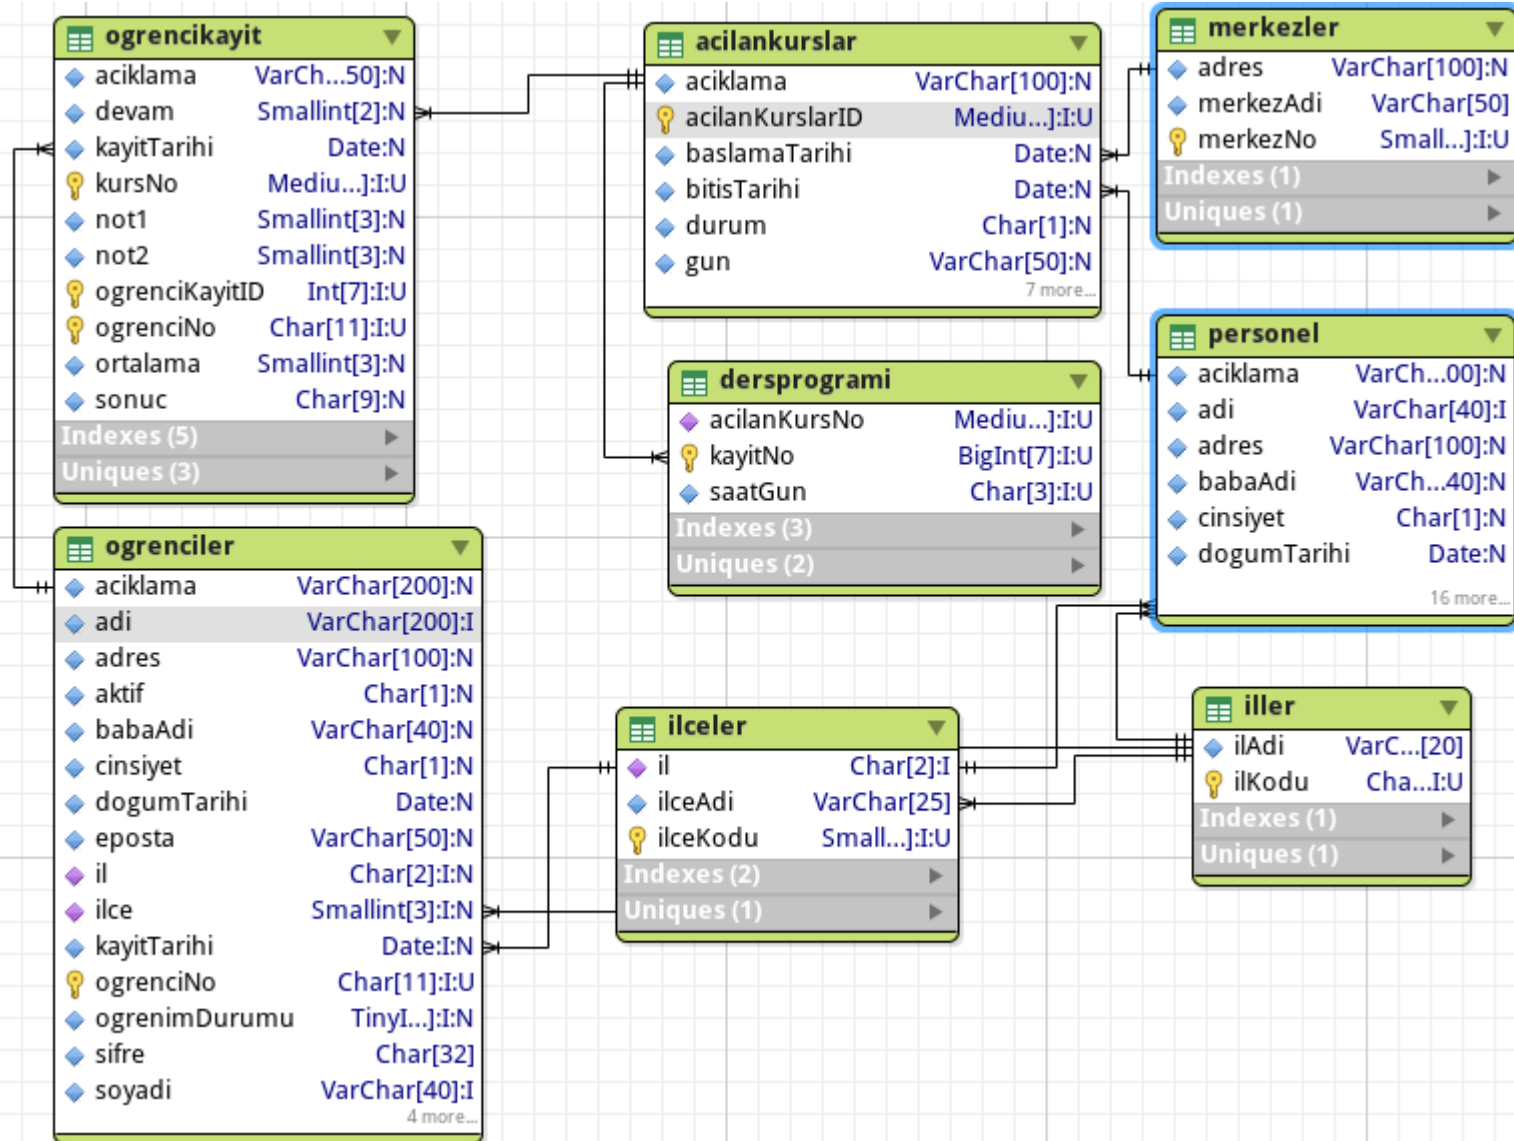 ogrencikayit
aciklama VarCh...50]:N
devam Smallint[2]:N
kayitTarihi Date:N
kursNo Mediu...]:I:U
not1 Smallint[3]:N
not2 Smallint[3]:N
ogrenciKayitID Int[7]:I:U
ogrenciNo Char[11]:I:U
ortalama Smallint[3]:N
sonuc Char[9]:N
Indexes (5)
Uniques (3)
acilankurslar
aciklama VarChar[100]:N
acilanKurslarID Mediu...]:I:U
baslamaTarihi Date:N
bitisTarihi Date:N
durum Char[1]:N
gun VarChar[50]:N
7 more...
merkezler
adres VarChar[100]:N
merkezAdi VarChar[50]
merkezNo Small...]:I:U
Indexes (1)
Uniques (1)
dersprogrami
acilanKursNo Mediu...]:I:U
kayitNo BigInt[7]:I:U
saatGun Char[3]:I:U
Indexes (3)
Uniques (2)
personel
aciklama VarCh...00]:N
adi VarChar[40]:I
adres VarChar[100]:N
babaAdi VarCh...40]:N
cinsiyet Char[1]:N
dogumTarihi Date:N
16 more...
ogrenciler
aciklama VarChar[200]:N
adi VarChar[200]:I
adres VarChar[100]:N
aktif Char[1]:N
babaAdi VarChar[40]:N
cinsiyet Char[1]:N
dogumTarihi Date:N
eposta VarChar[50]:N
il Char[2]:I:N
ilce Smallint[3]:I:N
kayitTarihi Date:I:N
ogrenciNo Char[11]:I:U
ogrenimDurumu TinyI...]:I:N
sifre Char[32]
soyadi VarChar[40]:I
4 more...
ilceler
il Char[2]:I
ilceAdi VarChar[25]
ilceKodu Small...]:I:U
Indexes (2)
Uniques (1)
iller
ilAdi VarC...[20]
ilKodu Cha...I:U
Indexes (1)
Uniques (1)